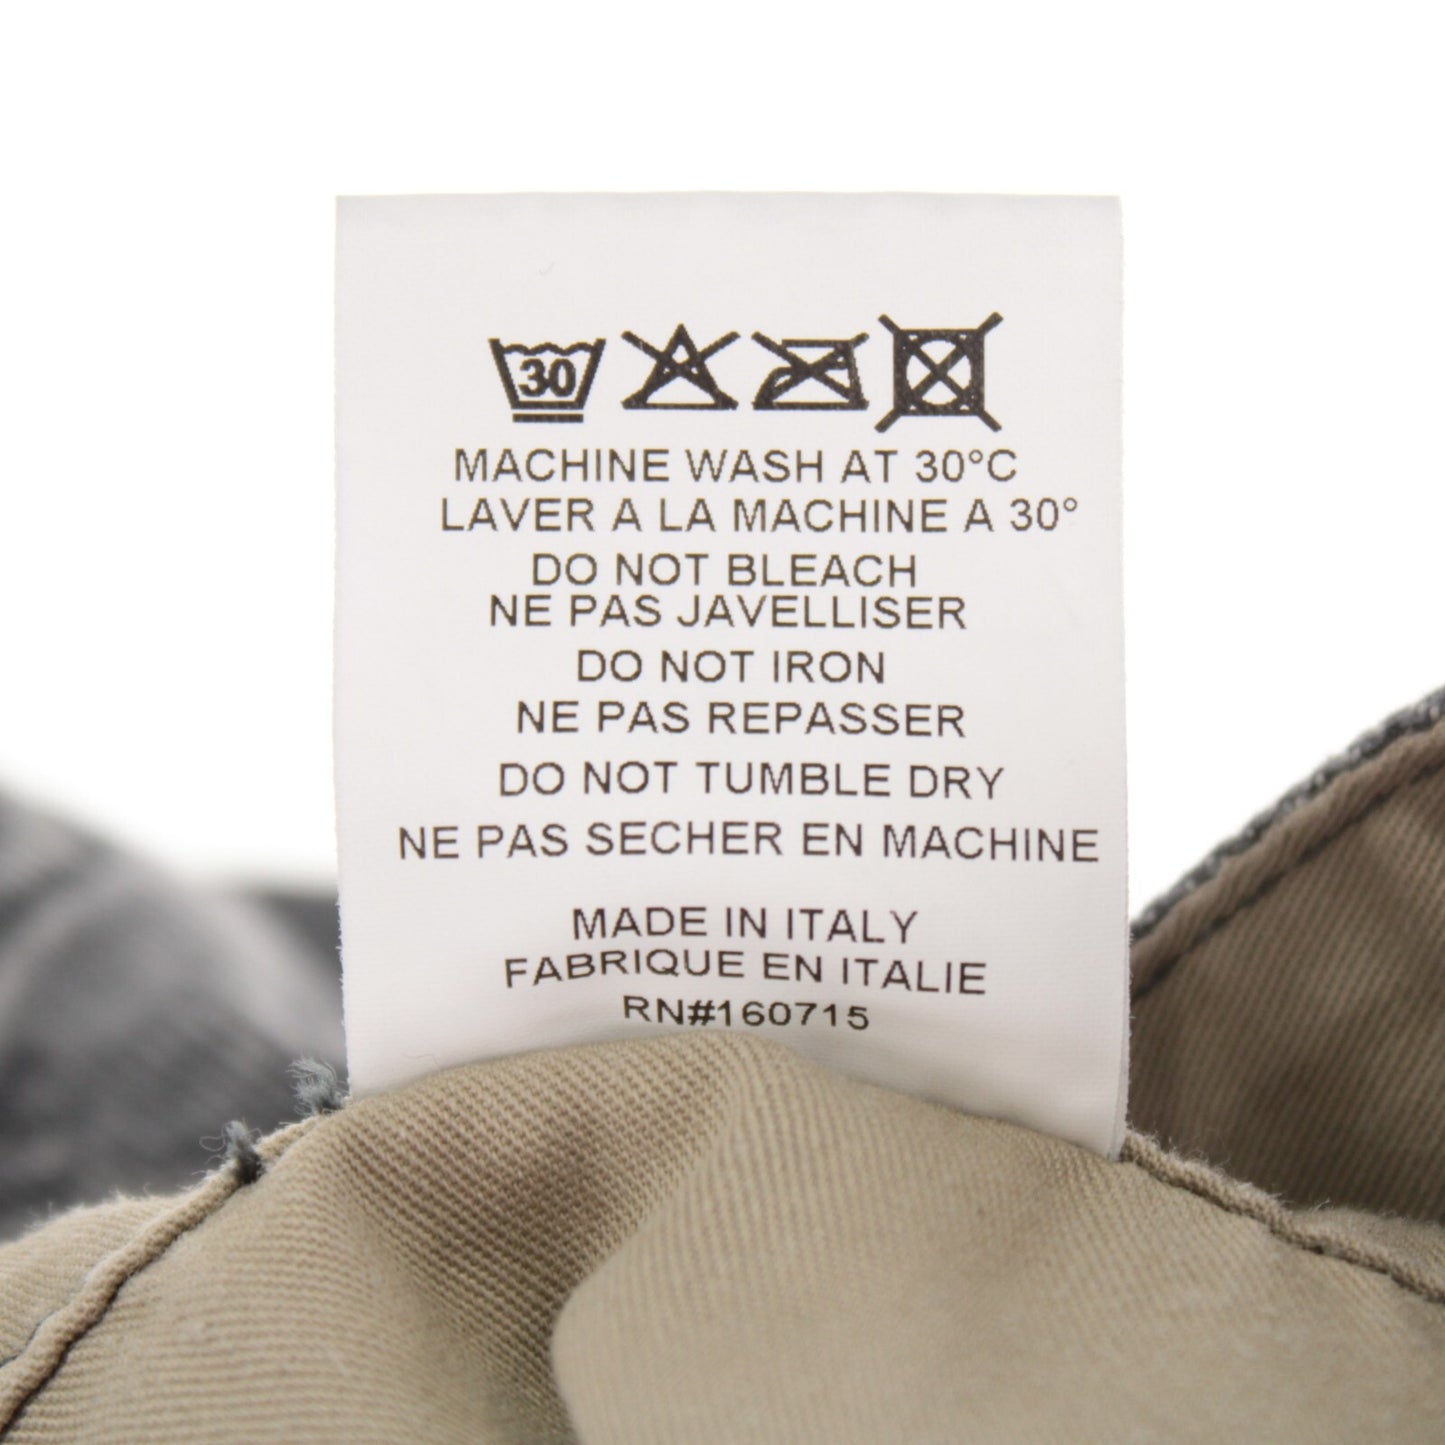 30
MACHINE WASH AT 30°C
LAVER A LA MACHINE A 30°
DO NOT BLEACH
NE PAS JAVELLISER
DO NOT IRON
NE PAS REPASSER
DO NOT TUMBLE DRY
NE PAS SECHER EN MACHINE
MADE IN ITALY
FABRIQUE EN ITALIE
RN#160715